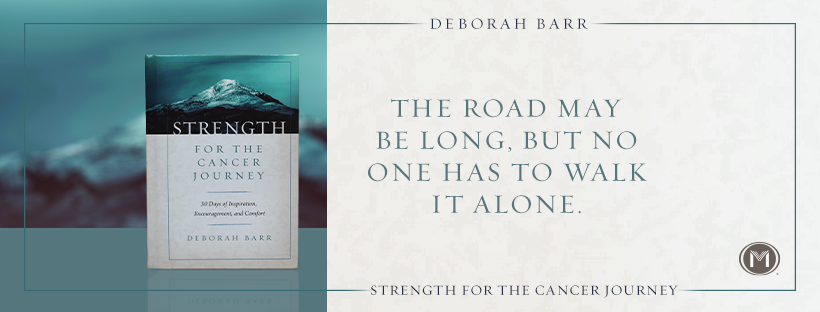 DEBORAH BARR
STRENGTH
FOR THE
CANCER
JOURNEY
30 Days of Inspiration,
Encouragement, and Comfort
DEBORAH BARR
THE ROAD MAY
BE LONG, BUT NO
ONE HAS TO WALK
IT ALONE.
M
STRENGTH FOR THE CANCER JOURNEY